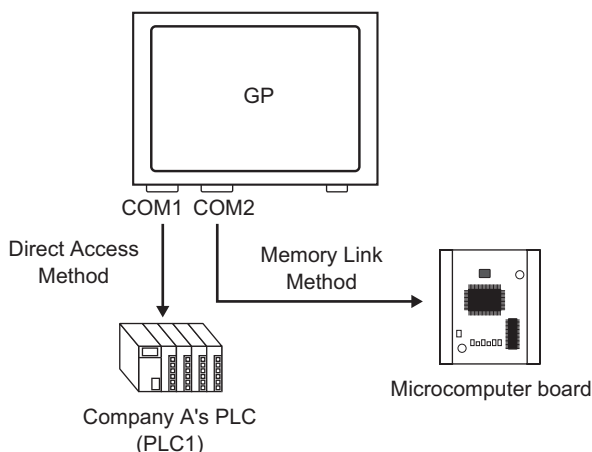 GP
COM1 COM2
Direct Access
Method
Memory Link
Method
Microcomputer board
Company A's PLC
(PLC1)